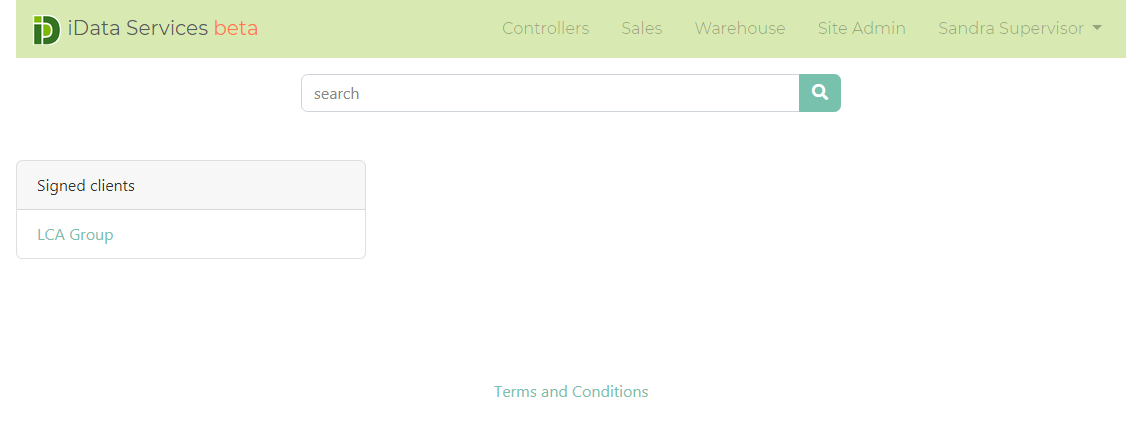 iD iData Services beta Controllers Sales Warehouse Site Admin Sandra Supervisor
search
Signed clients
LCA Group
Terms and Conditions